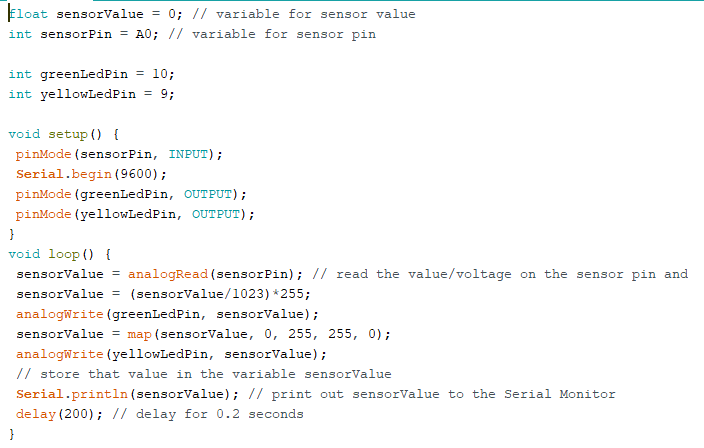 float sensorValue = 0; // variable for sensor value
int sensorPin = A0; // variable for sensor pin

int greenLedPin = 10;
int yellowLedPin = 9;

void setup() {
 pinMode(sensorPin, INPUT);
 Serial.begin(9600);
 pinMode(greenLedPin, OUTPUT);
 pinMode(yellowLedPin, OUTPUT);
}
void loop() {
 sensorValue = analogRead(sensorPin); // read the value/voltage on the sensor pin and
 sensorValue = (sensorValue/1023)*255;
 analogWrite(greenLedPin, sensorValue);
 sensorValue = map(sensorValue, 0, 255, 255, 0);
 analogWrite(yellowLedPin, sensorValue);
 // store that value in the variable sensorValue
 Serial.println(sensorValue); // print out sensorValue to the Serial Monitor
 delay(200); // delay for 0.2 seconds
}